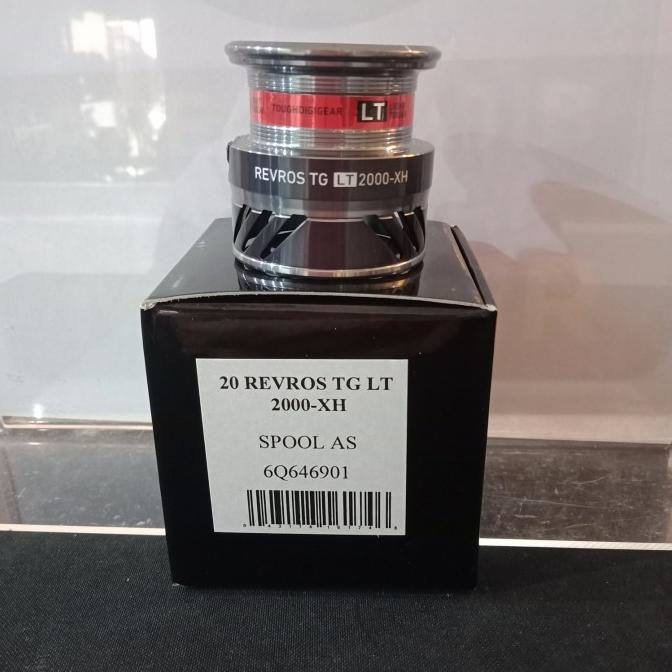 TOUGHDIGIGEAR LT
REVROS TG LT 2000-XH
20 REVROS TG LT
2000-XH
SPOOL AS
6Q646901